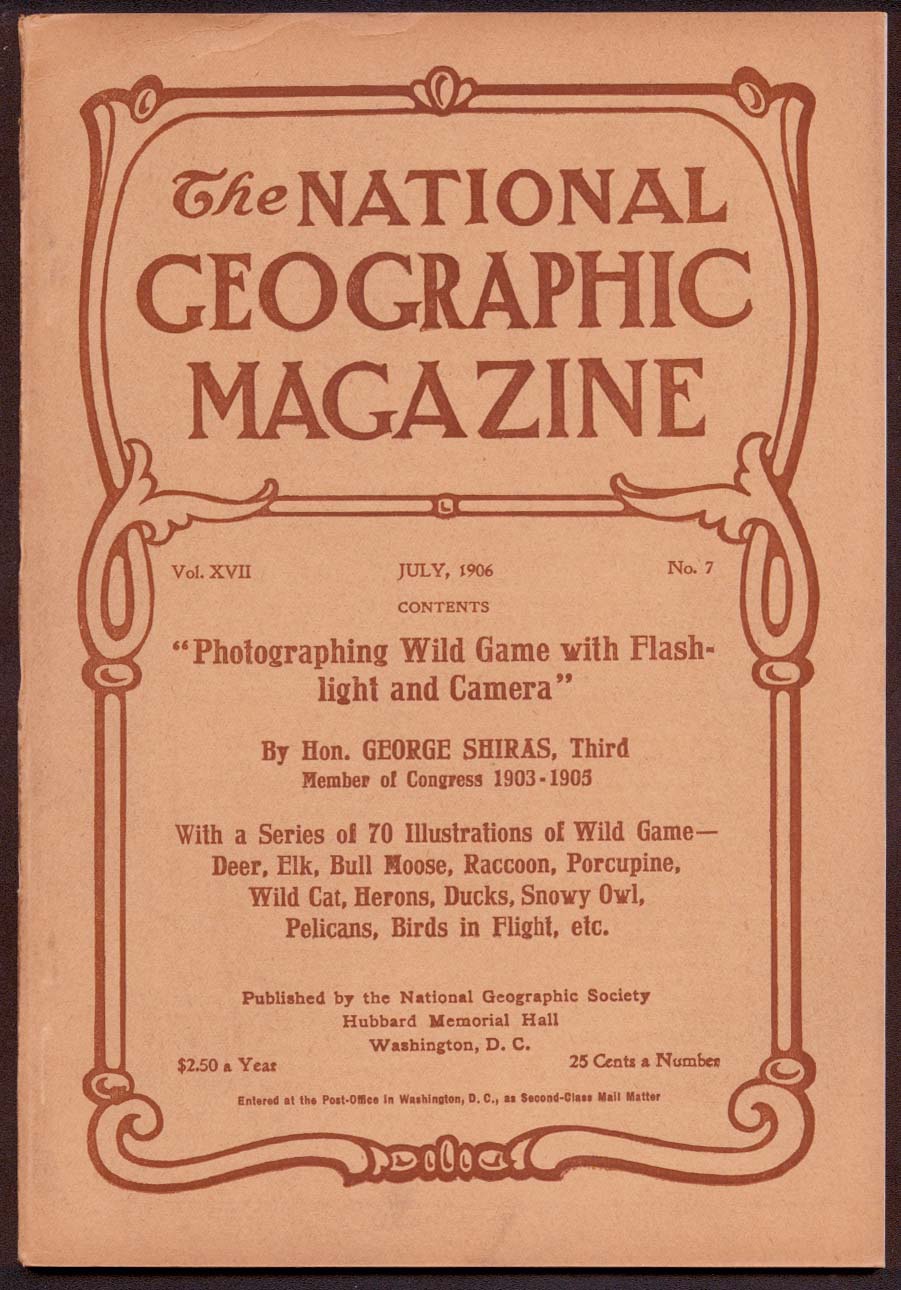 The NATIONAL
GEOGRAPHIC
MAGAZINE
Vol. XVII JULY, 1906 No. 7
CONTENTS
“Photographing Wild Game with Flash-
light and Camera”
By Hon. GEORGE SHIRAS, Third
Member of Congress 1903-1905
With a Series of 70 Illustrations of Wild Game—
Deer, Elk, Bull Moose, Raccoon, Porcupine,
Wild Cat, Herons, Ducks, Snowy Owl,
Pelicans, Birds in Flight, etc.
Published by the National Geographic Society
Hubbard Memorial Hall
Washington, D. C.
$2.50 a Year 25 Cents a Number
Entered at the Post-Office in Washington, D. C., as Second-Class Mail Matter